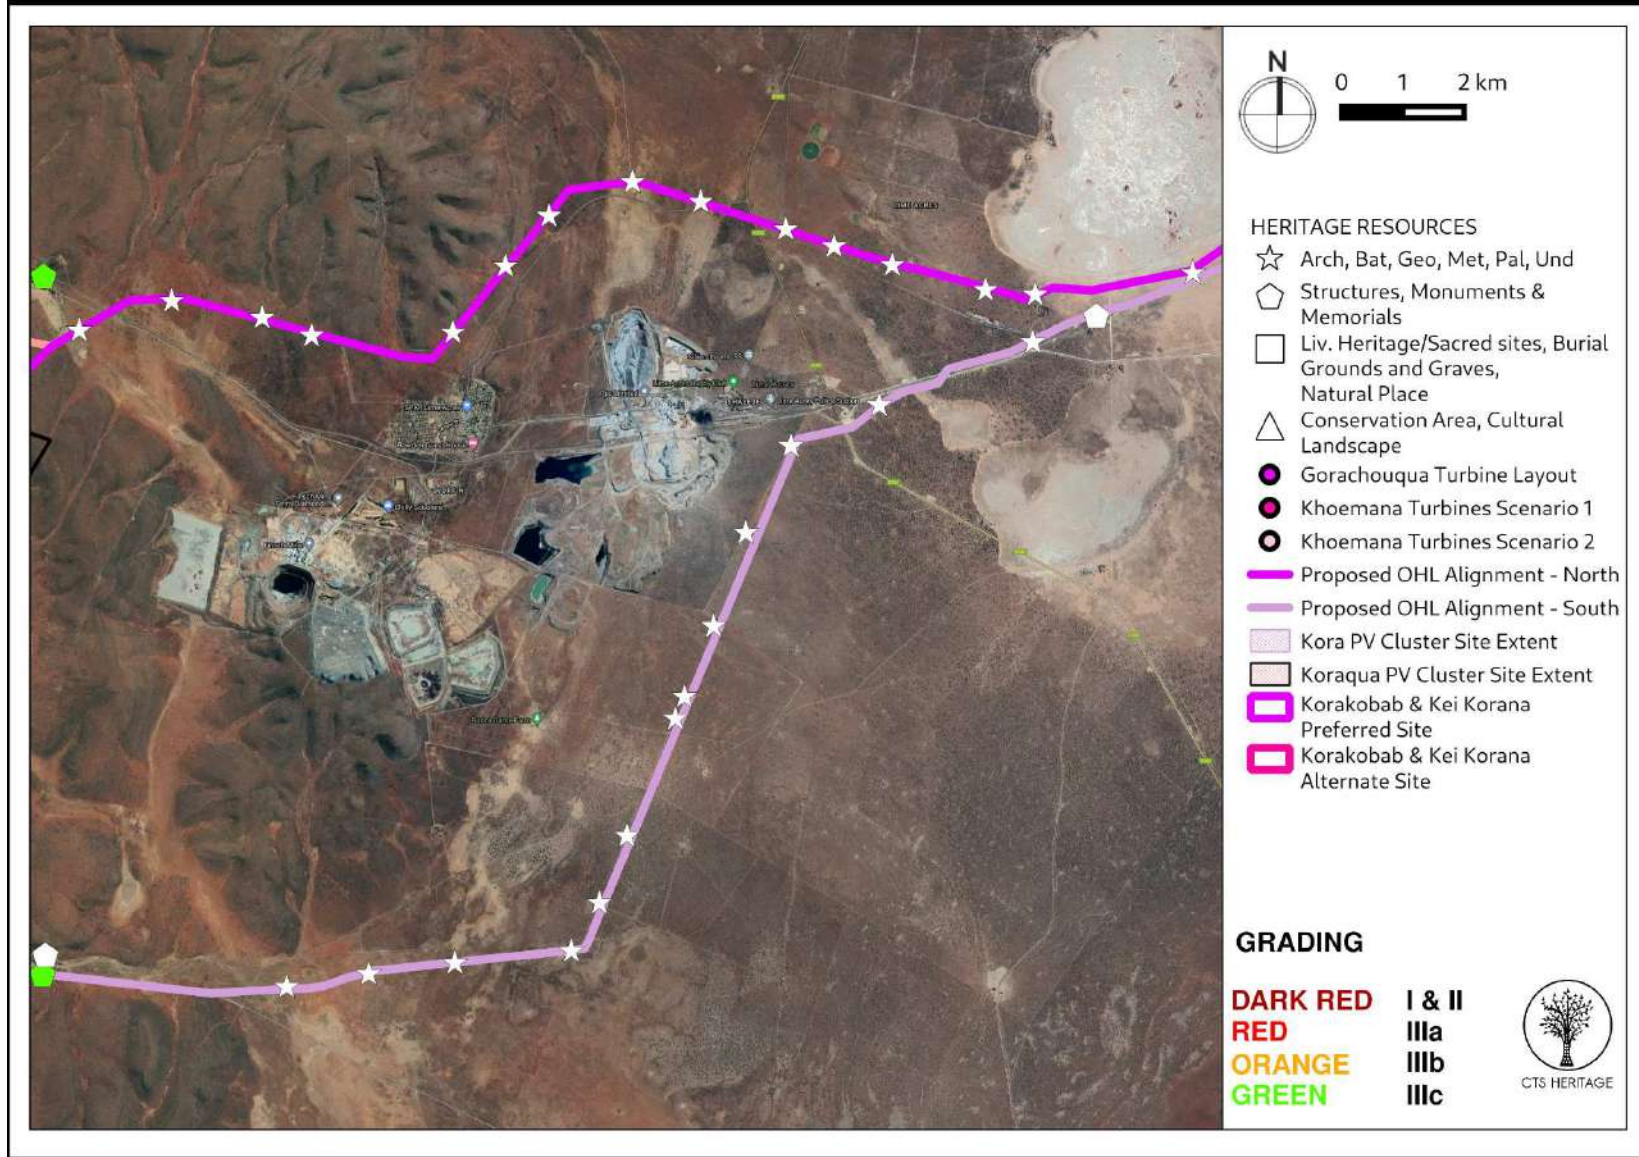 N
0 1 2 km
HERITAGE RESOURCES
Arch, Bat, Geo, Met, Pal, Und
Structures, Monuments &
Memorials
Liv. Heritage/Sacred sites, Burial
Grounds and Graves,
Natural Place
Conservation Area, Cultural
Landscape
Gorachouqua Turbine Layout
Khoemana Turbines Scenario 1
Khoemana Turbines Scenario 2
Proposed OHL Alignment - North
Proposed OHL Alignment - South
Kora PV Cluster Site Extent
Koraqua PV Cluster Site Extent
Korakobab & Kei Korana
Preferred Site
Korakobab & Kei Korana
Alternate Site
GRADING
DARK RED I & II
RED IIIa
ORANGE IIIb
GREEN IIIc
CTS HERITAGE